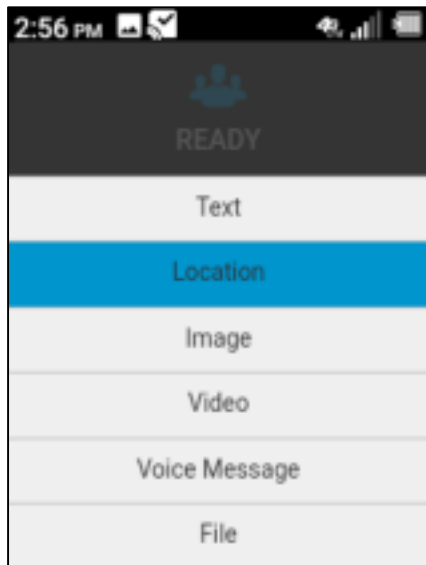 2:56 PM
READY
Text
Location
Image
Video
Voice Message
File